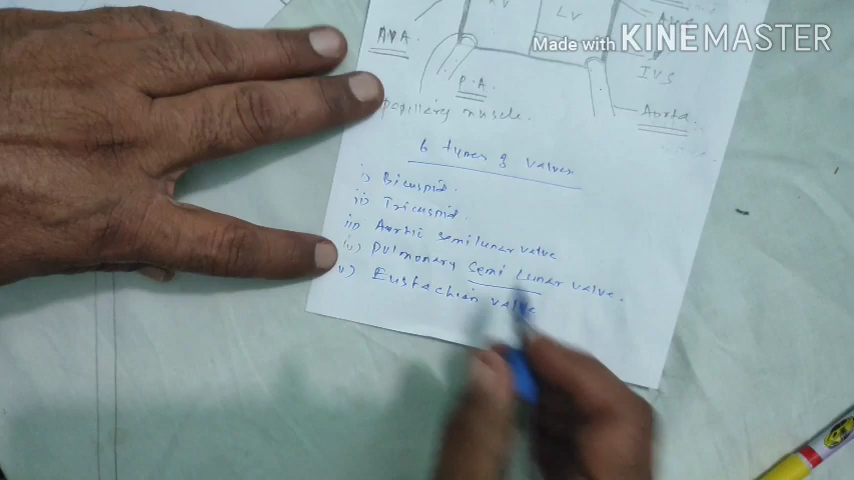 RV
LV
Made with KINEMASTER
IVS
P.A.
Aorta
papillary muscle.
6 types of valves
i) Bicuspid.
ii) Tricuspid.
iii) Aortic semilunar valve
iv) Pulmonary semi lunar valve.
v) Eustachian valve